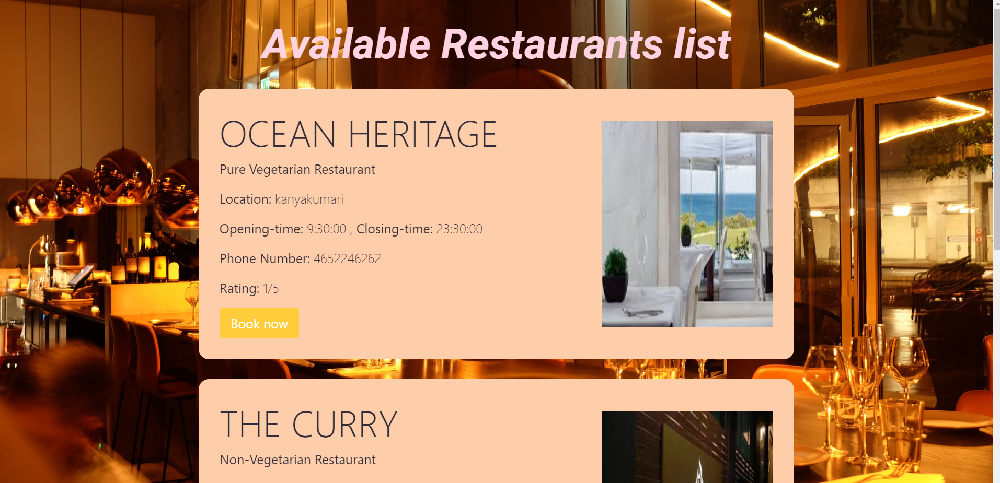 Available Restaurants list
OCEAN HERITAGE
Pure Vegetarian Restaurant
Location: kanyakumari
Opening-time: 9:30:00 , Closing-time: 23:30:00
Phone Number: 4652246262
Rating: 1/5
Book now
THE CURRY
Non-Vegetarian Restaurant